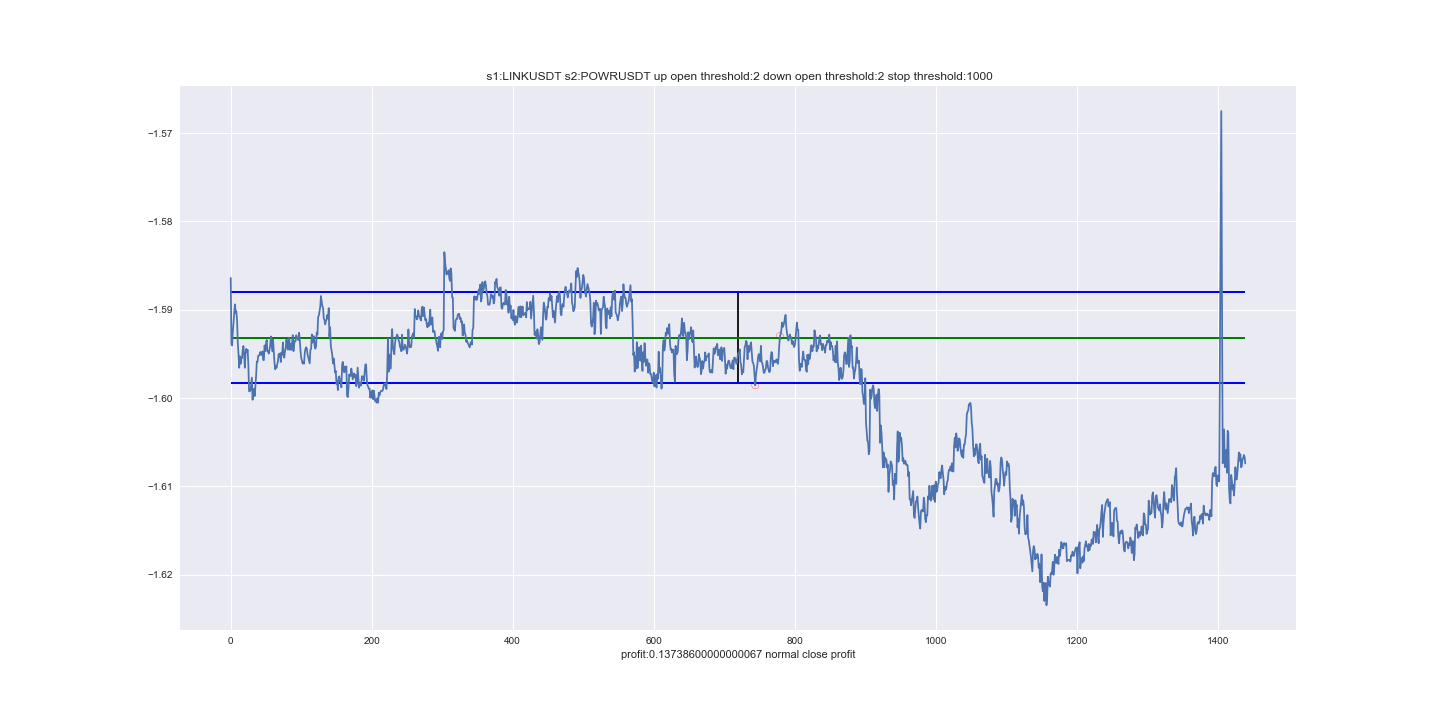 s1:LINKUSDT s2:POWRUSDT up open threshold:2 down open threshold:2 stop threshold:1000
−1.57
−1.58
−1.59
−1.60
−1.61
−1.62
0 200 400 600 800 1000 1200 1400
profit:0.13738600000000067 normal close profit